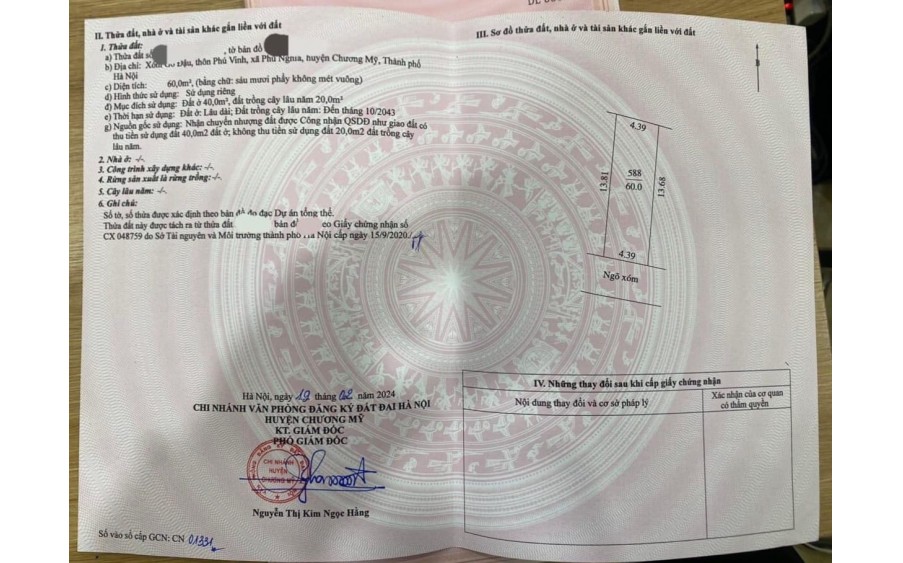 II. Thửa đất, nhà ở và tài sản khác gắn liền với đất
1. Thửa đất:
a) Thửa đất số , tờ bản đồ
b) Địa chỉ: thôn Phú Vinh, xã Phú Nghĩa, huyện Chương Mỹ, Thành phố
Hà Nội
c) Diện tích: 60,0m², (bằng chữ: sáu mươi phẩy không mét vuông)
d) Hình thức sử dụng: Sử dụng riêng
đ) Mục đích sử dụng: Đất ở 40,0m², đất trồng cây lâu năm 20,0m²
e) Thời hạn sử dụng: Đất ở: Lâu dài; Đất trồng cây lâu năm: Đến tháng 10/2043
g) Nguồn gốc sử dụng: Nhận chuyển nhượng đất được Công nhận QSDĐ như giao đất có
thu tiền sử dụng đất 40,0m2 đất ở; không thu tiền sử dụng đất 20,0m2 đất trồng cây
lâu năm.
2. Nhà ở: -/-
3. Công trình xây dựng khác: -/-
4. Rừng sản xuất là rừng trồng: -/-
5. Cây lâu năm: -/-
6. Ghi chú:
Số tờ, số thửa được xác định theo bản đồ đo đạc Dự án tổng thể.
Thửa đất này được tách ra từ thửa đất bản đồ có Giấy chứng nhận số
CX 048759 do Sở Tài nguyên và Môi trường thành phố Hà Nội cấp ngày 15/9/2020./
Hà Nội, ngày 19 tháng 02 năm 2024
CHI NHÁNH VĂN PHÒNG ĐĂNG KÝ ĐẤT ĐAI HÀ NỘI
HUYỆN CHƯƠNG MỸ
KT. GIÁM ĐỐC
PHÓ GIÁM ĐỐC
CHI NHÁNH
HUYỆN
CHƯƠNG MỸ
Nguyễn Thị Kim Ngọc Hằng
Số vào sổ cấp GCN: CN 01331
III. Sơ đồ thửa đất, nhà ở và tài sản khác gắn liền với đất
4.39
13.81
588
60.0
13.68
4.39
Ngõ xóm
IV. Những thay đổi sau khi cấp giấy chứng nhận
Nội dung thay đổi và cơ sở pháp lý
Xác nhận của cơ quan
có thẩm quyền